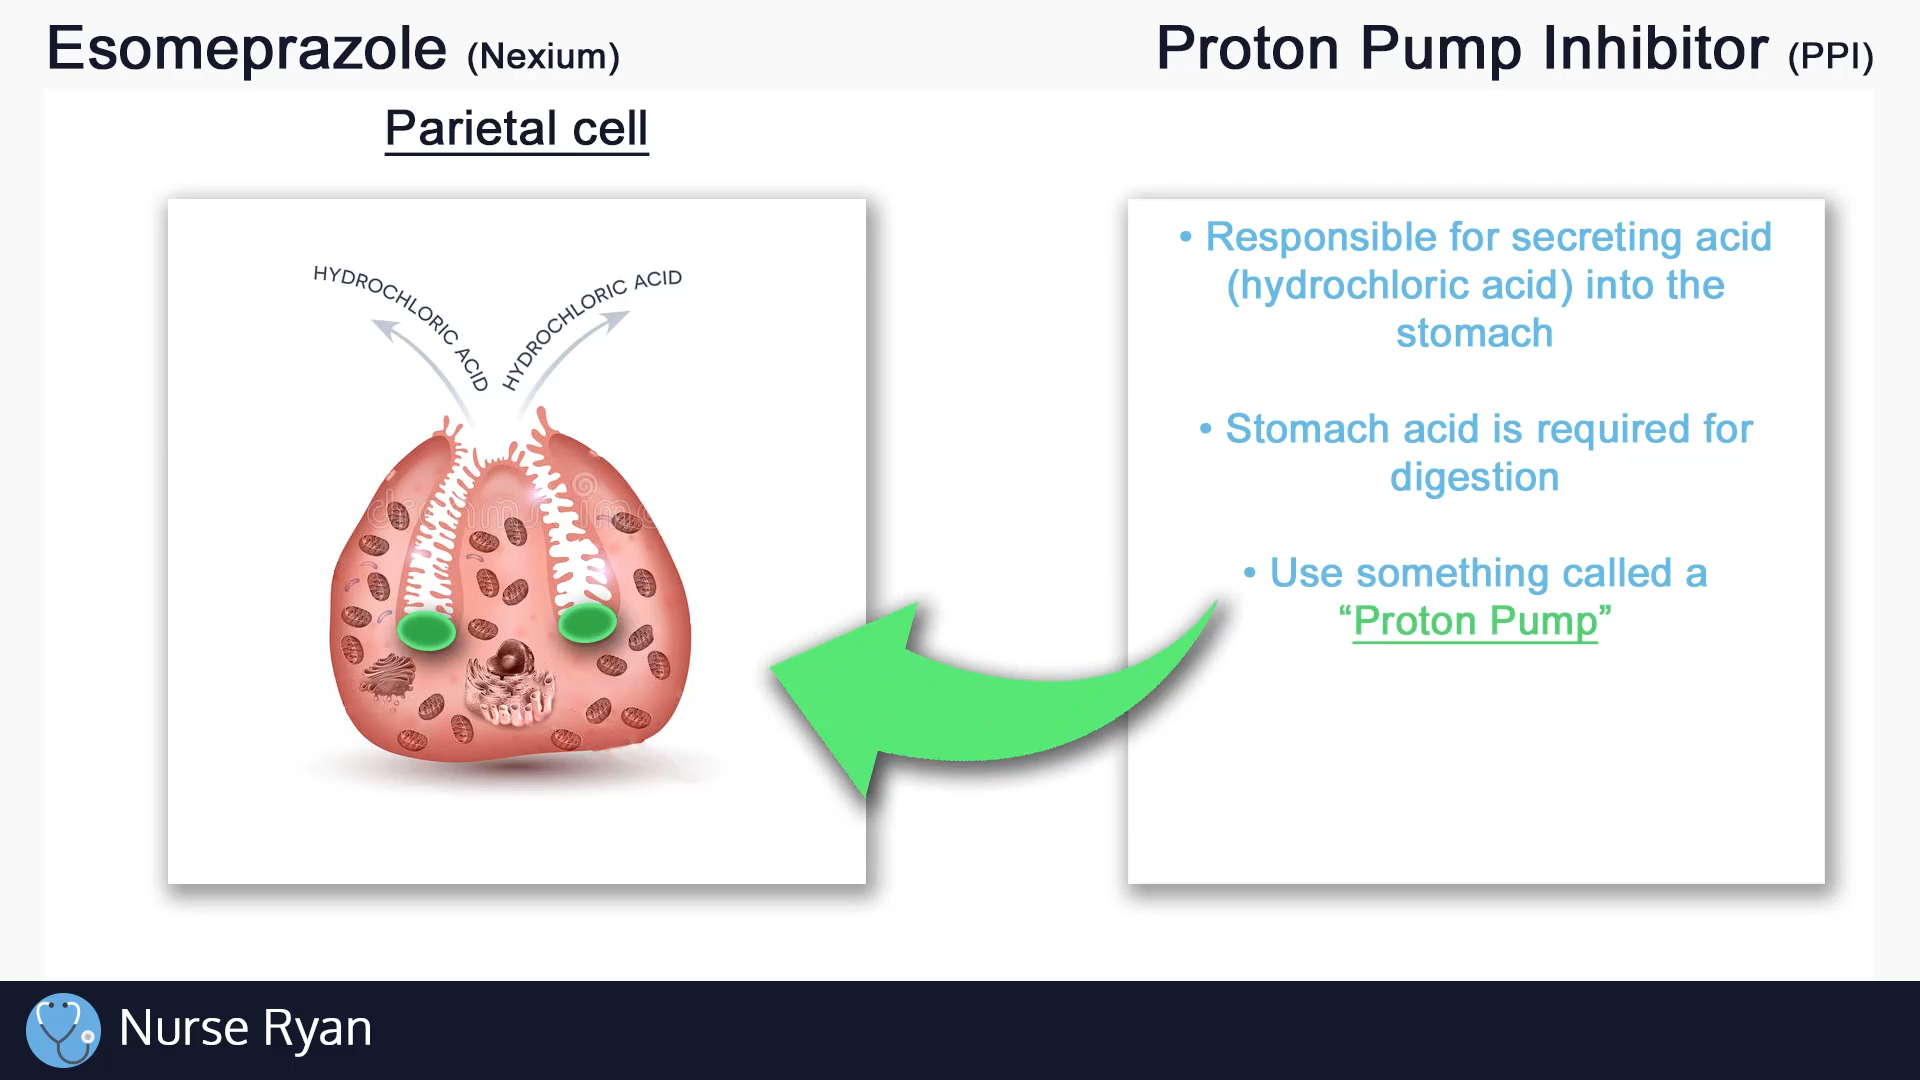 Esomeprazole (Nexium)
Proton Pump Inhibitor (PPI)
Parietal cell
HYDROCHLORIC ACID
HYDROCHLORIC ACID
• Responsible for secreting acid
(hydrochloric acid) into the
stomach
• Stomach acid is required for
digestion
• Use something called a
“Proton Pump”
Nurse Ryan